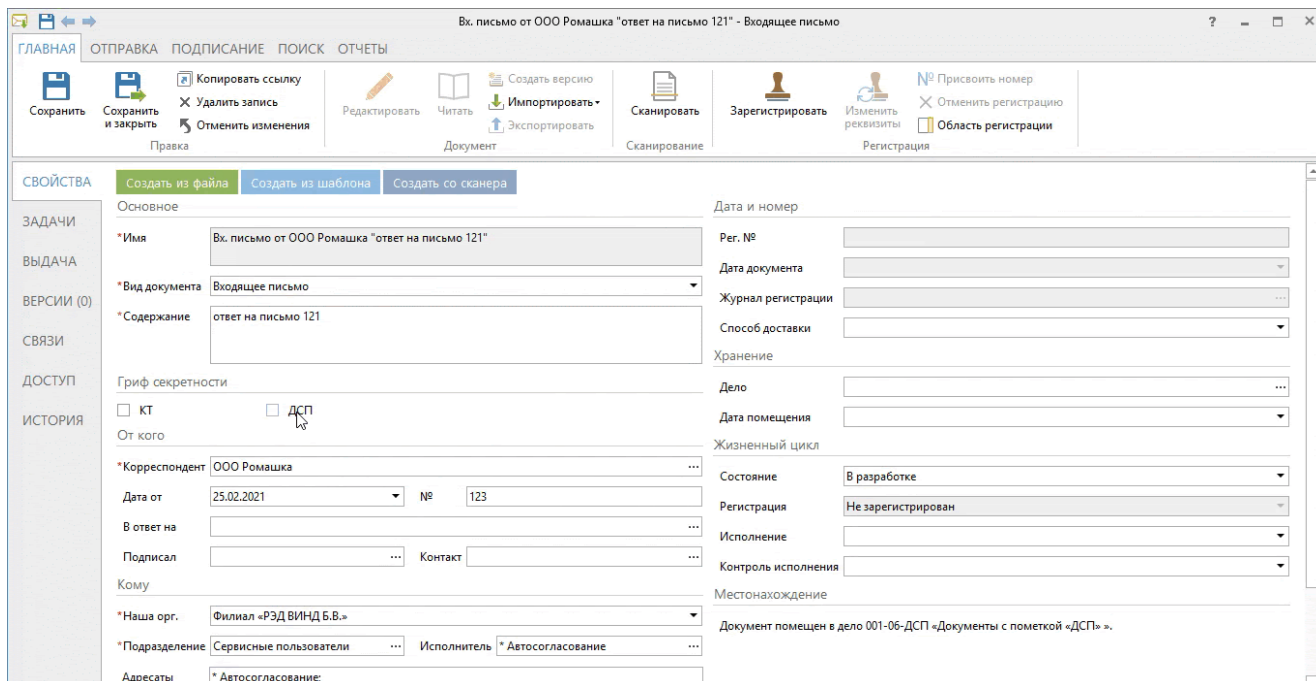 Вх. письмо от ООО Ромашка "ответ на письмо 121" - Входящее письмо ?
ГЛАВНАЯ ОТПРАВКА ПОДПИСАНИЕ ПОИСК ОТЧЕТЫ
Сохранить
Сохранить и закрыть
Копировать ссылку
Удалить запись
Отменить изменения
Правка
Редактировать
Читать
Создать версию
Импортировать
Экспортировать
Документ
Сканировать
Сканирование
Зарегистрировать
Изменить реквизиты
№ Присвоить номер
Отменить регистрацию
Область регистрации
Регистрация
СВОЙСТВА
ЗАДАЧИ
ВЫДАЧА
ВЕРСИИ (0)
СВЯЗИ
ДОСТУП
ИСТОРИЯ
Создать из файла Создать из шаблона Создать со сканера
Основное
*Имя Вх. письмо от ООО Ромашка "ответ на письмо 121"
*Вид документа Входящее письмо
*Содержание ответ на письмо 121
Гриф секретности
КТ ДСП
От кого
*Корреспондент ООО Ромашка ...
Дата от 25.02.2021 № 123
В ответ на ...
Подписал ... Контакт ...
Кому
*Наша орг. Филиал «РЭД ВИНД Б.В.»
*Подразделение Сервисные пользователи ... Исполнитель * Автосогласование ...
Адресаты * Автосогласование;
Дата и номер
Рег. №
Дата документа
Журнал регистрации ...
Способ доставки
Хранение
Дело ...
Дата помещения
Жизненный цикл
Состояние В разработке
Регистрация Не зарегистрирован
Исполнение
Контроль исполнения
Местонахождение
Документ помещен в дело 001-06-ДСП «Документы с пометкой «ДСП» ».